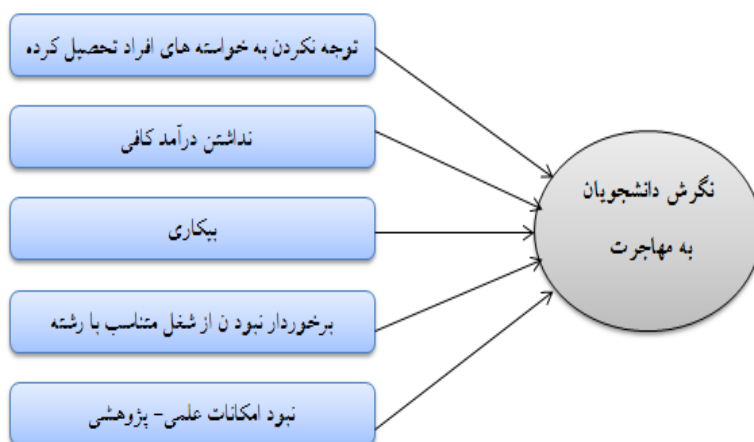 توجه نکردن به خواسته های افراد تحصیل کرده
نداشتن درآمد کافی
بیکاری
برخوردار نبود ن از شغل متناسب با رشته
نبود امکانات علمی- پژوهشی
نگرش دانشجویان
به مهاجرت